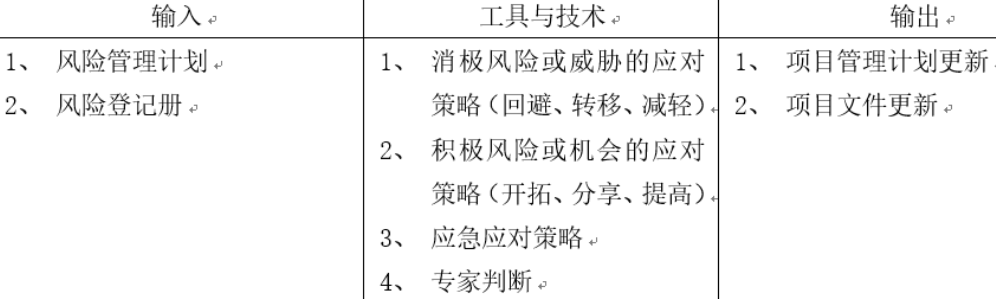 输入
工具与技术
输出
1、 风险管理计划
2、 风险登记册
1、 消极风险或威胁的应对
策略（回避、转移、减轻）
2、 积极风险或机会的应对
策略（开拓、分享、提高）
3、 应急应对策略
4、 专家判断
1、 项目管理计划更新
2、 项目文件更新